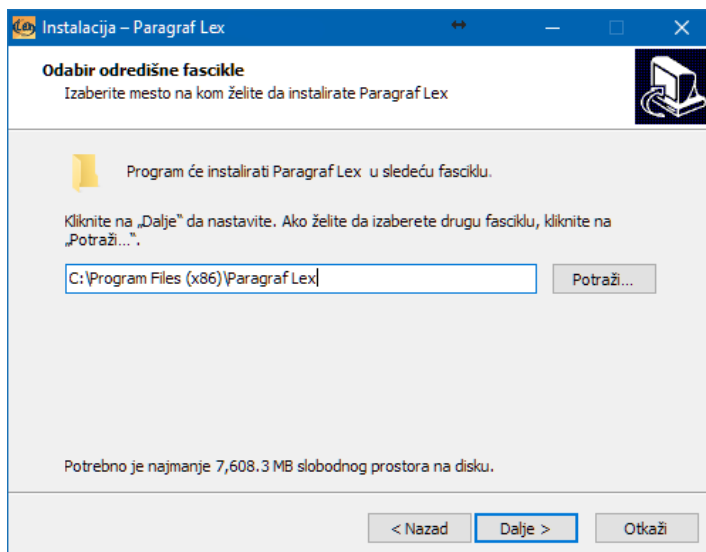 Instalacija – Paragraf Lex
Odabir odredišne fascikle
Izaberite mesto na kom želite da instalirate Paragraf Lex
Program će instalirati Paragraf Lex u sledeću fasciklu.
Kliknite na „Dalje“ da nastavite. Ako želite da izaberete drugu fasciklu, kliknite na
„Potraži...“.
C:\Program Files (x86)\Paragraf Lex
Potraži...
Potrebno je najmanje 7,608.3 MB slobodnog prostora na disku.
< Nazad
Dalje >
Otkaži